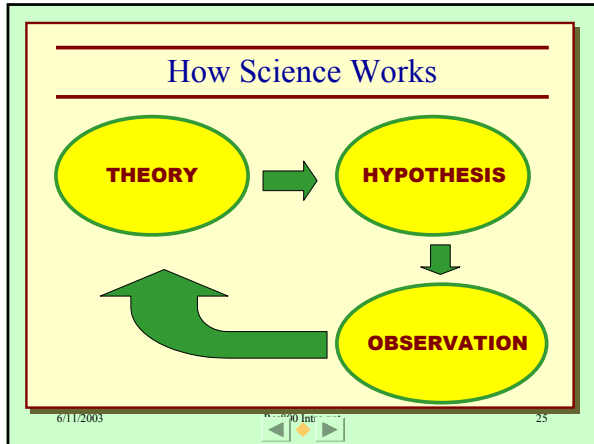 How Science Works
THEORY
HYPOTHESIS
OBSERVATION
6/11/2003
25